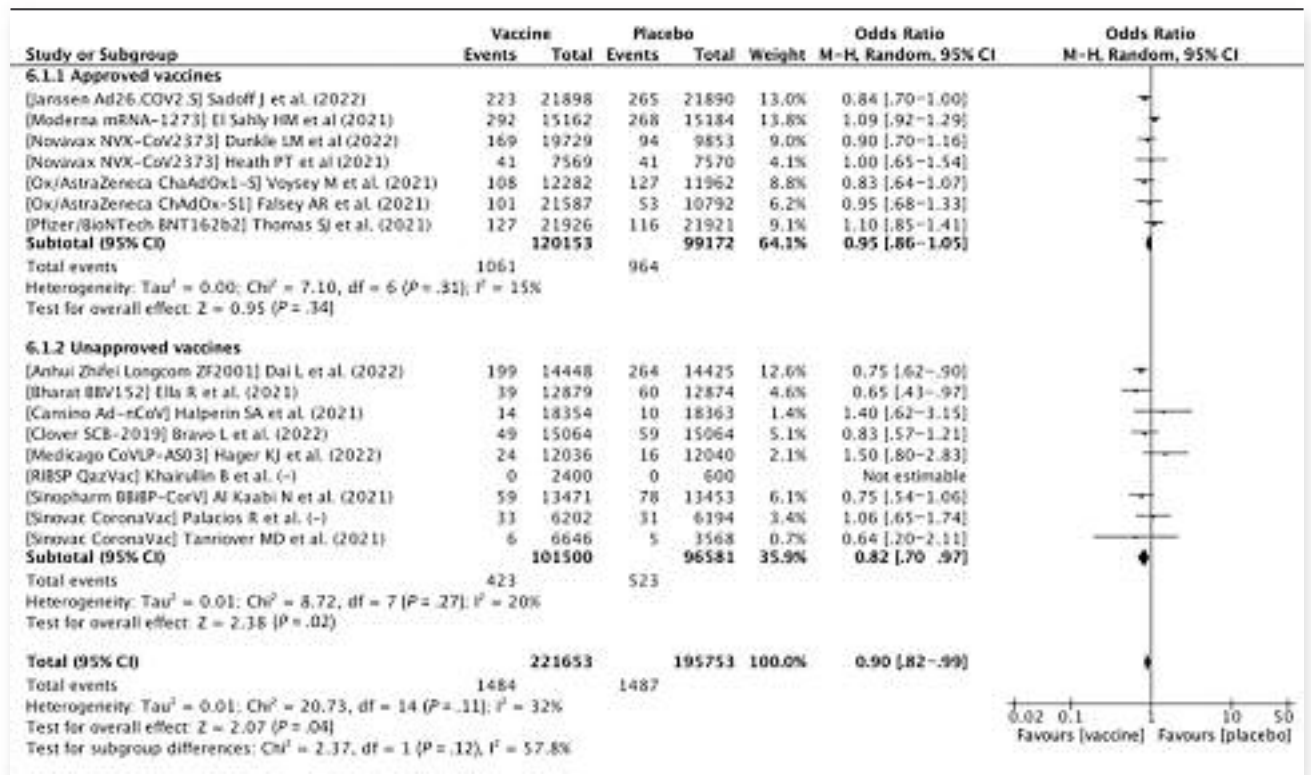 Vaccine Placebo Odds Ratio Odds Ratio
Study or Subgroup Events Total Events Total Weight M-H, Random, 95% CI M-H, Random, 95% CI
6.1.1 Approved vaccines
[Janssen Ad26.COV2.S] Sadoff J et al. (2022) 223 21898 265 21890 13.0% 0.84 [.70-1.00]
[Moderna mRNA-1273] El Sahly HM et al (2021) 292 15162 268 15184 13.8% 1.09 [.92-1.29]
[Novavax NVX-CoV2373] Dunkle LM et al (2022) 169 19729 94 9853 9.0% 0.90 [.70-1.16]
[Novavax NVX-CoV2373] Heath PT et al (2021) 41 7569 41 7570 4.1% 1.00 [.65-1.54]
[Ox/AstraZeneca ChaAdOx1-S] Voysey M et al. (2021) 108 12282 127 11962 8.8% 0.83 [.64-1.07]
[Ox/AstraZeneca ChAdOx-S1] Falsey AR et al. (2021) 101 21587 53 10792 6.2% 0.95 [.68-1.33]
[Pfizer/BioNTech BNT162b2] Thomas SJ et al. (2021) 127 21926 116 21921 9.1% 1.10 [.85-1.41]
Subtotal (95% CI) 120153 99172 64.1% 0.95 [.86-1.05]
Total events 1061 964
Heterogeneity: Tau² = 0.00; Chi² = 7.10, df = 6 (P = .31); I² = 15%
Test for overall effect: Z = 0.95 (P = .34)
6.1.2 Unapproved vaccines
[Anhui Zhifei Longcom ZF2001] Dai L et al. (2022) 199 14448 264 14425 12.6% 0.75 [.62-.90]
[Bharat BBV152] Ella R et al. (2021) 39 12879 60 12874 4.6% 0.65 [.43-.97]
[Cansino Ad-nCoV] Halperin SA et al. (2021) 14 18354 10 18363 1.4% 1.40 [.62-3.15]
[Clover SCB-2019] Bravo L et al. (2022) 49 15064 59 15064 5.1% 0.83 [.57-1.21]
[Medicago CoVLP-AS03] Hager KJ et al. (2022) 24 12036 16 12040 2.1% 1.50 [.80-2.83]
[RIBSP QazVac] Khairullin B et al. (-) 0 2400 0 600 Not estimable
[Sinopharm BBIBP-CorV] Al Kaabi N et al. (2021) 59 13471 78 13453 6.1% 0.75 [.54-1.06]
[Sinovac CoronaVac] Palacios R et al. (-) 33 6202 31 6194 3.4% 1.06 [.65-1.74]
[Sinovac CoronaVac] Tanriover MD et al. (2021) 6 6646 5 3568 0.7% 0.64 [.20-2.11]
Subtotal (95% CI) 101500 96581 35.9% 0.82 [.70 .97]
Total events 423 523
Heterogeneity: Tau² = 0.01; Chi² = 8.72, df = 7 (P = .27); I² = 20%
Test for overall effect: Z = 2.38 (P = .02)
Total (95% CI) 221653 195753 100.0% 0.90 [.82-.99]
Total events 1484 1487
Heterogeneity: Tau² = 0.01; Chi² = 20.73, df = 14 (P = .11); I² = 32%
Test for overall effect: Z = 2.07 (P = .04)
Test for subgroup differences: Chi² = 2.37, df = 1 (P = .12), I² = 57.8%
0.02 0.1 1 10 50
Favours [vaccine] Favours [placebo]